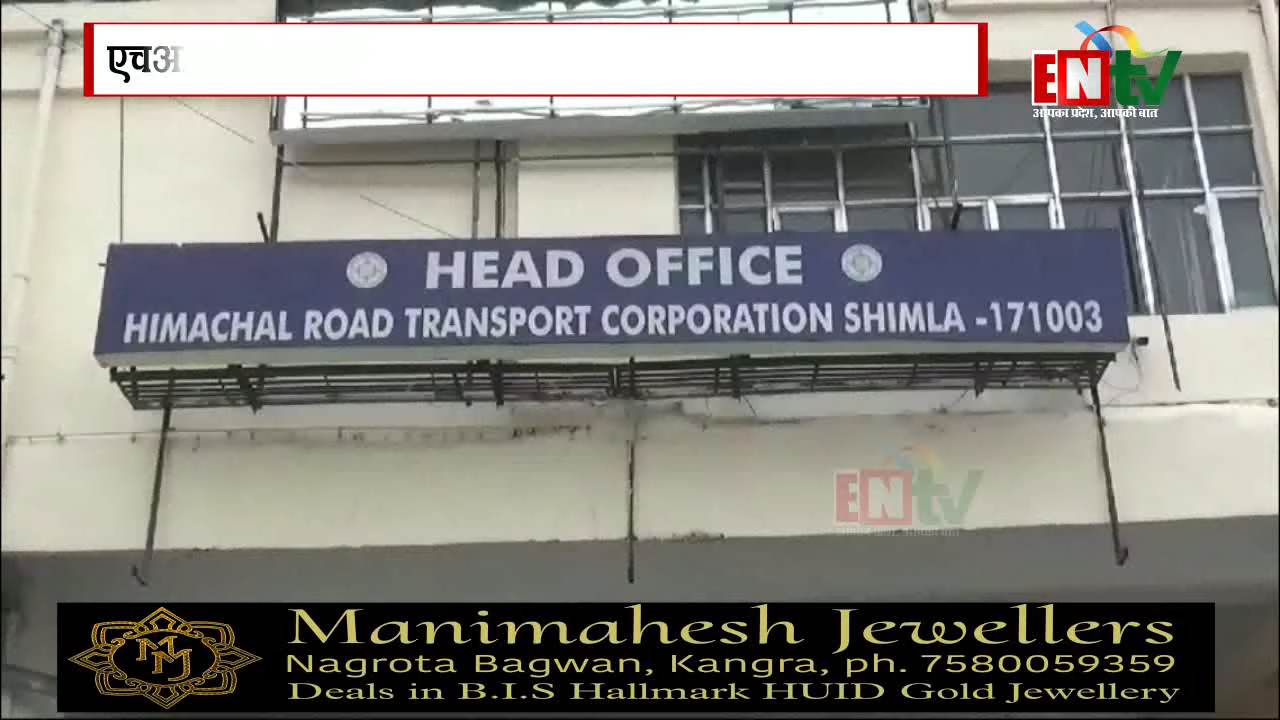 एचअ
ENTV
आपका प्रदेश, आपकी बात
HEAD OFFICE
HIMACHAL ROAD TRANSPORT CORPORATION SHIMLA -171003
ENTV
MM
Manimahesh Jewellers
Nagrota Bagwan, Kangra, ph. 7580059359
Deals in B.I.S Hallmark HUID Gold Jewellery